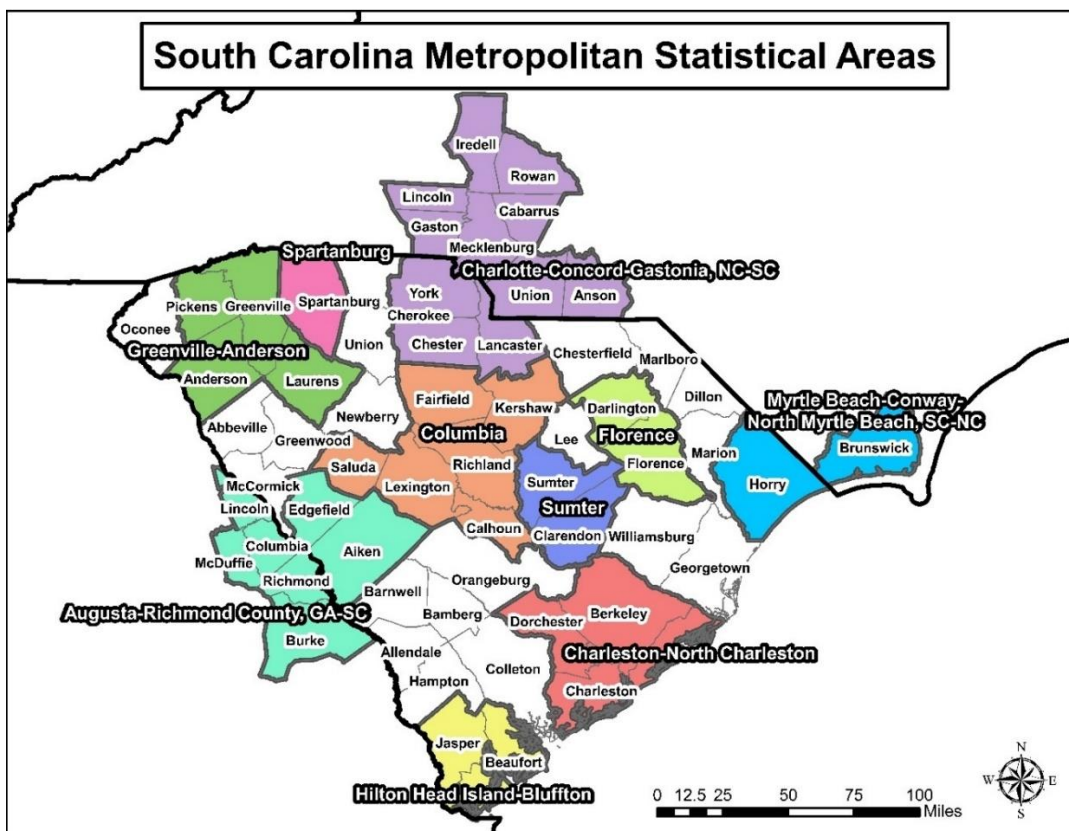 South Carolina Metropolitan Statistical Areas
Iredell
Rowan
Lincoln
Cabarrus
Gaston
Mecklenburg
Spartanburg
Charlotte-Concord-Gastonia, NC-SC
Union
Anson
York
Cherokee
Chester
Lancaster
Pickens
Greenville
Spartanburg
Oconee
Union
Greenville-Anderson
Anderson
Laurens
Chesterfield
Marlboro
Dillon
Myrtle Beach-Conway-
North Myrtle Beach, SC-NC
Brunswick
Fairfield
Kershaw
Darlington
Newberry
Abbeville
Greenwood
Columbia
Lee
Florence
Marion
Saluda
Richland
Florence
Horry
Lexington
Sumter
McCormick
Lincoln
Edgefield
Sumter
Calhoun
Clarendon
Williamsburg
Columbia
Aiken
McDuffie
Richmond
Georgetown
Barnwell
Orangeburg
Augusta-Richmond County, GA-SC
Bamberg
Dorchester
Berkeley
Burke
Allendale
Charleston-North Charleston
Colleton
Hampton
Charleston
Jasper
Beaufort
Hilton Head Island-Bluffton
N
W
E
S
0 12.5 25 50 75 100
Miles